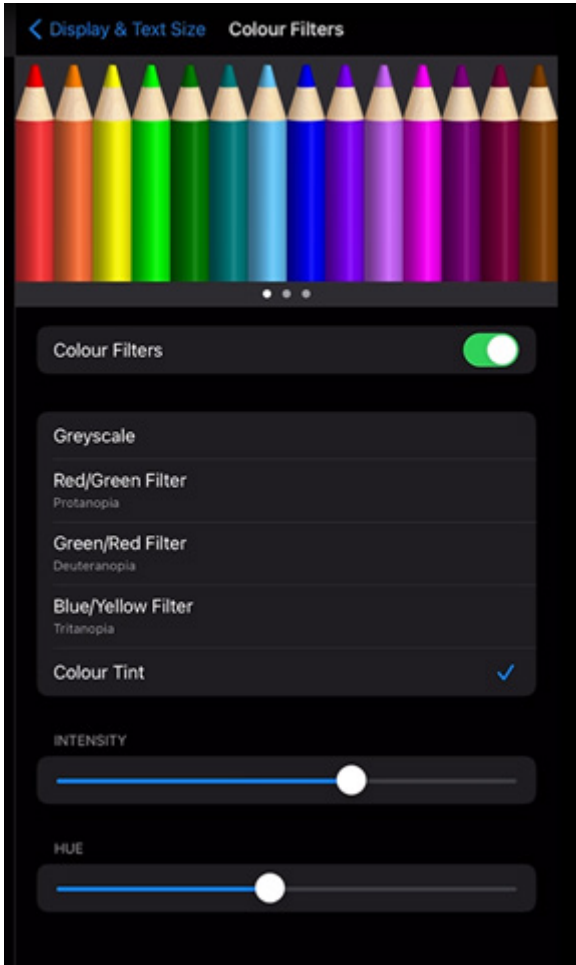 Display & Text Size Colour Filters
Colour Filters
Greyscale
Red/Green Filter
Protanopia
Green/Red Filter
Deuteranopia
Blue/Yellow Filter
Tritanopia
Colour Tint
INTENSITY
HUE